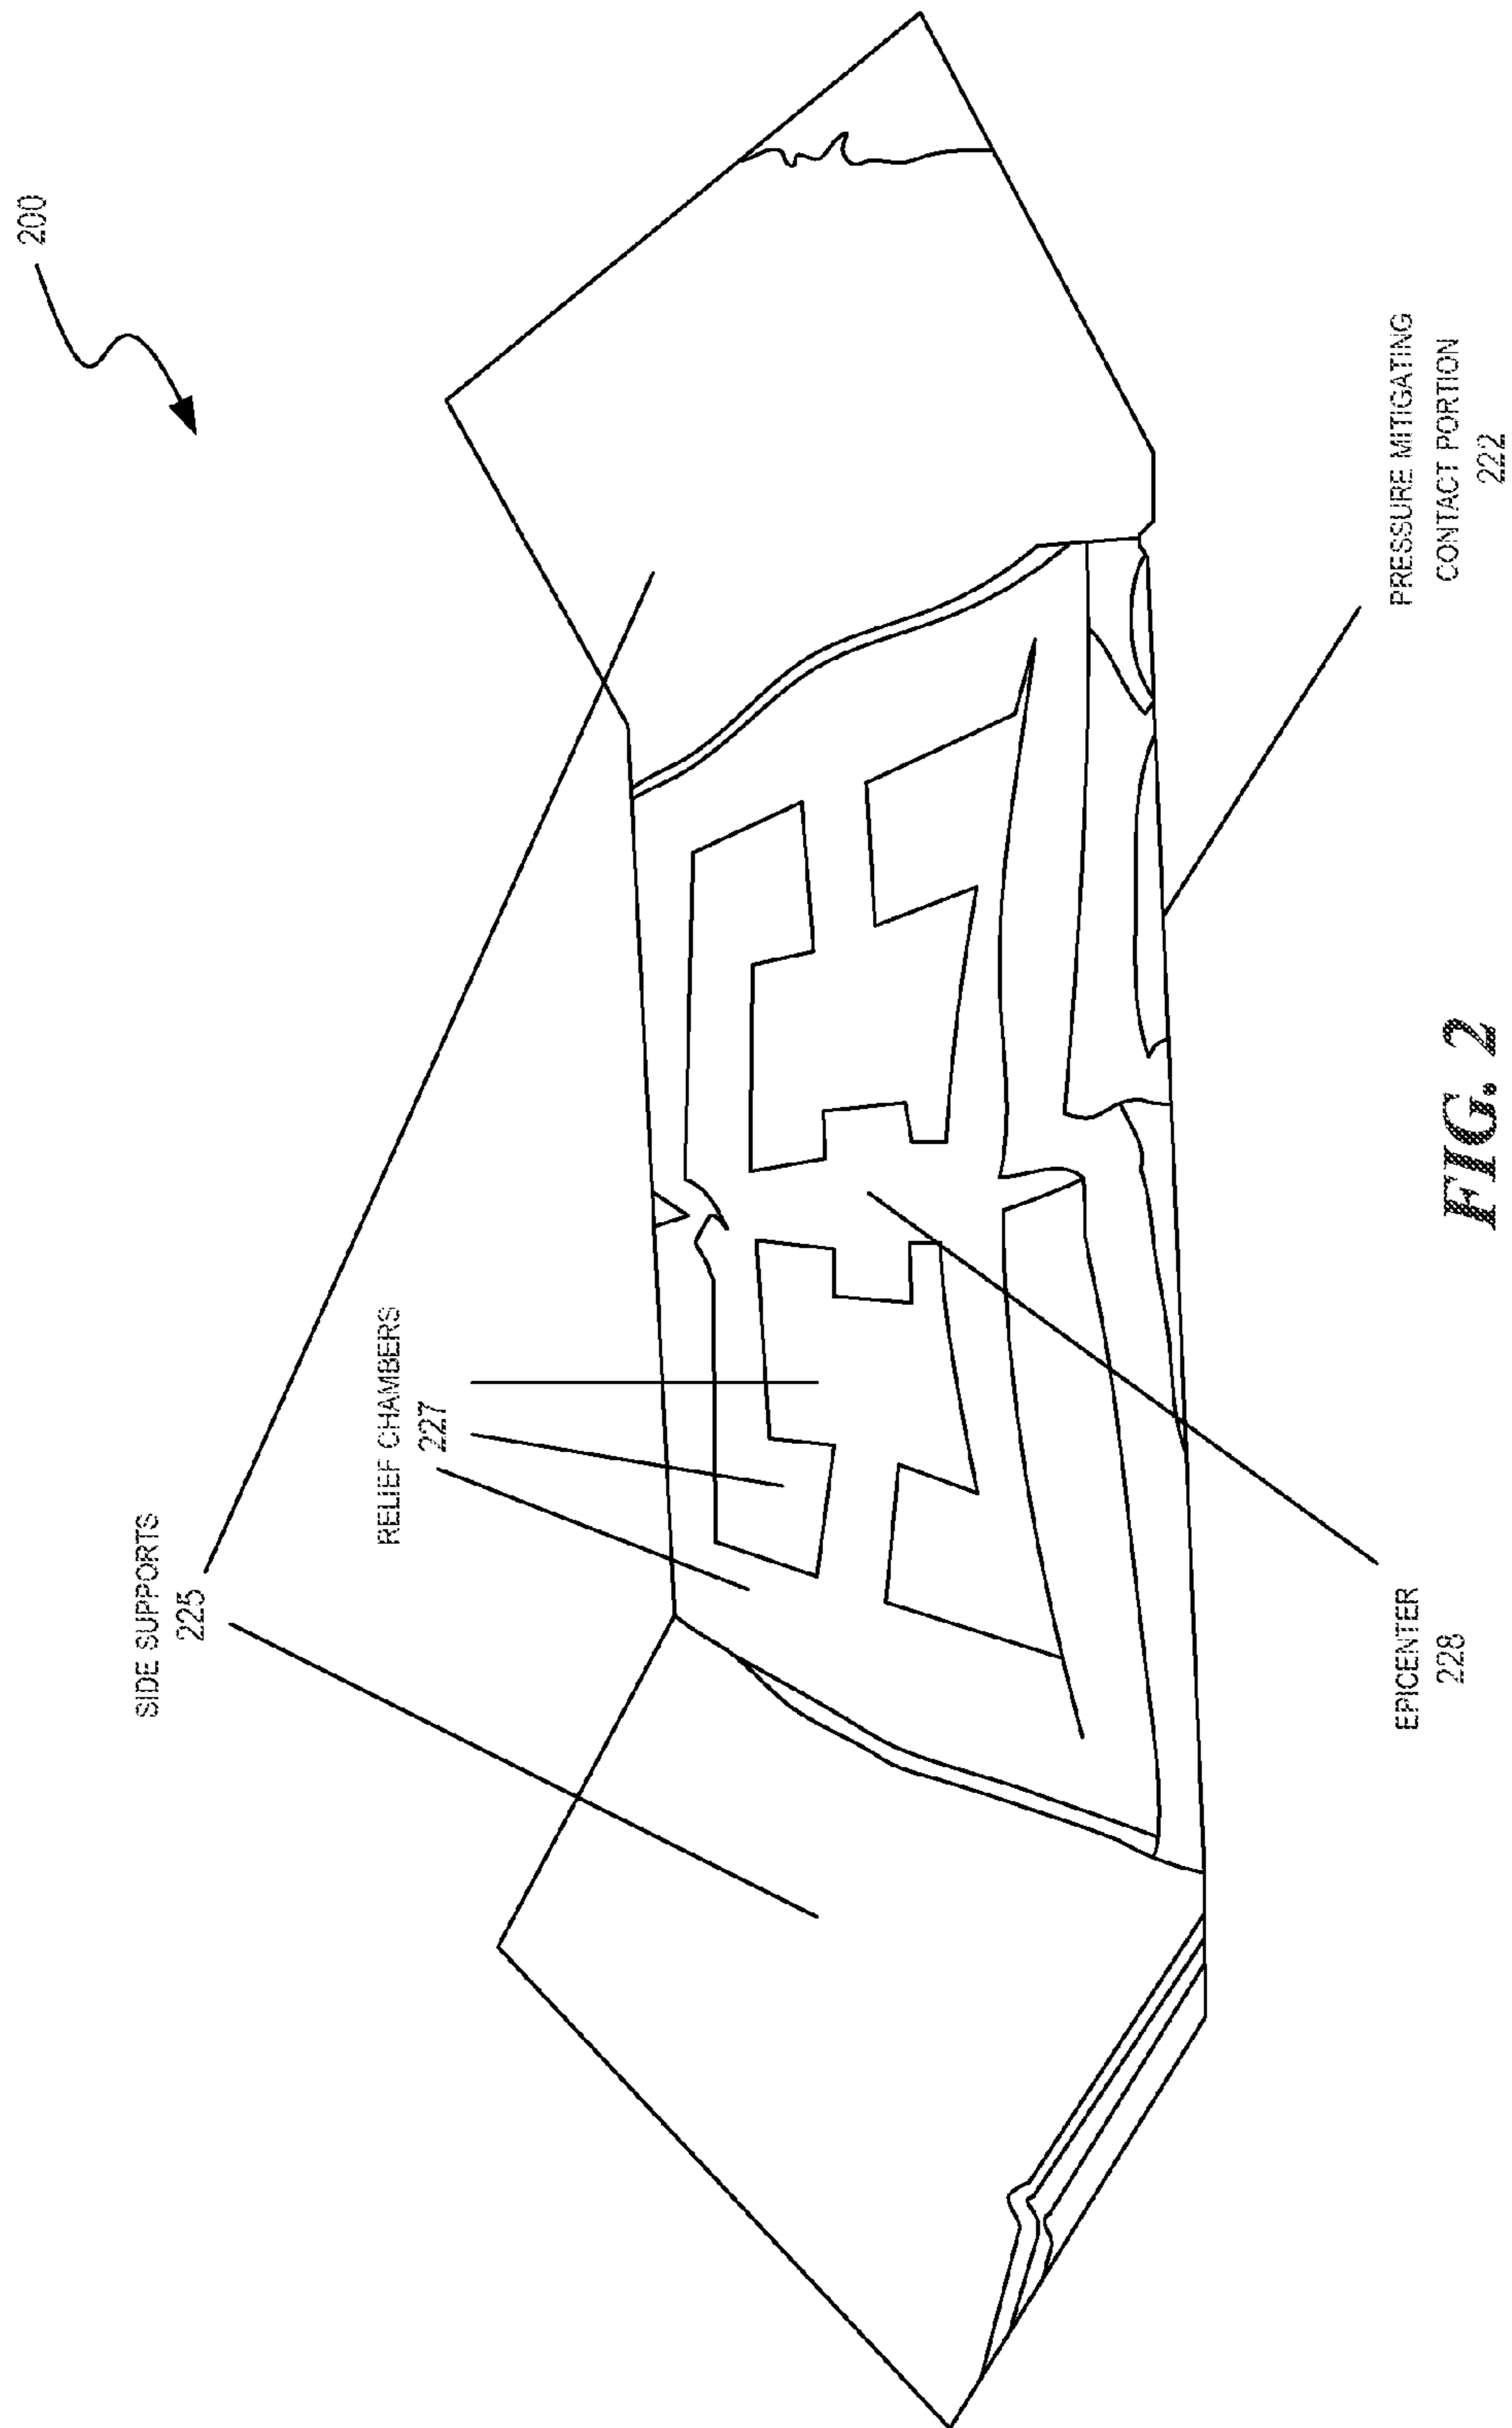 200
SIDE SUPPORTS
225
RELIEF CHAMBERS
227
EPICENTER
228
PRESSURE MITIGATING
CONTACT PORTION
222
FIG. 2